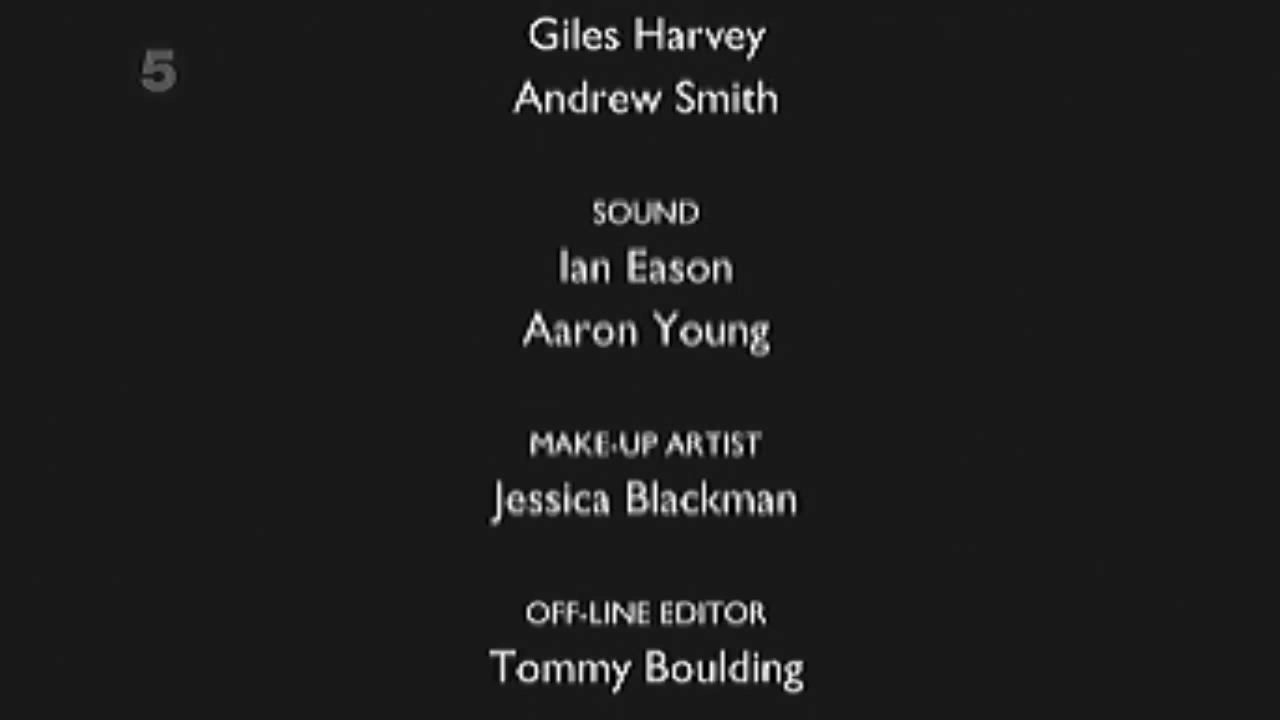 Giles Harvey
5
Andrew Smith
SOUND
Ian Eason
Aaron Young
MAKE-UP ARTIST
Jessica Blackman
OFF-LINE EDITOR
Tommy Boulding